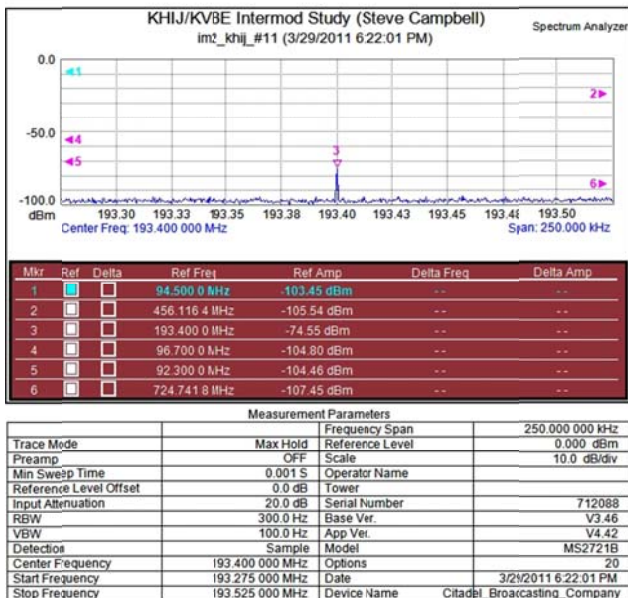 KHIJ/KVBE Intermod Study (Steve Campbell)
Spectrum Analyzer
im2_khij_#11 (3/29/2011 6:22:01 PM)
0.0
1
2
-50.0
4
3
5
6
-100.0
dBm
193.30 193.33 193.35 193.38 193.40 193.43 193.45 193.48 193.50
Center Freq: 193.400 000 MHz
Span: 250.000 kHz
Mkr Ref Delta Ref Freq Ref Amp Delta Freq Delta Amp
1 94.500 0 MHz -103.45 dBm -- --
2 456.116 4 MHz -105.54 dBm -- --
3 193.400 0 MHz -74.55 dBm -- --
4 96.700 0 MHz -104.80 dBm -- --
5 92.300 0 MHz -104.46 dBm -- --
6 724.741 8 MHz -107.45 dBm -- --
Measurement Parameters
Frequency Span 250.000 000 kHz
Trace Mode Max Hold Reference Level 0.000 dBm
Preamp OFF Scale 10.0 dB/div
Min Sweep Time 0.001 S Operator Name
Reference Level Offset 0.0 dB Tower
Input Attenuation 20.0 dB Serial Number 712088
RBW 300.0 Hz Base Ver. V3.46
VBW 100.0 Hz App Ver. V4.42
Detection Sample Model MS2721B
Center Frequency 193.400 000 MHz Options 20
Start Frequency 193.275 000 MHz Date 3/29/2011 6:22:01 PM
Stop Frequency 193.525 000 MHz Device Name Citadel_Broadcasting_Company